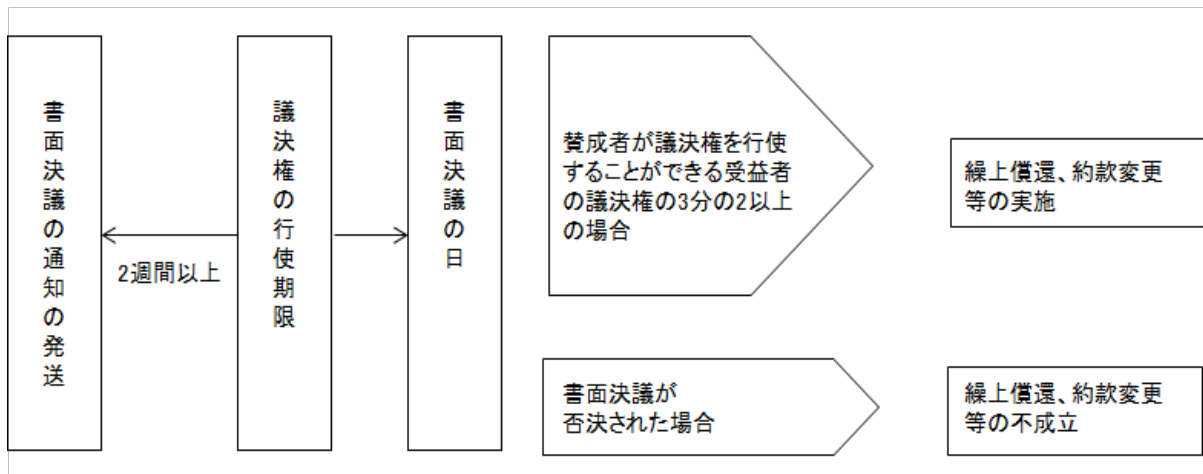 書面決議の通知の発送
2週間以上
議決権の行使期限
書面決議の日
賛成者が議決権を行使
することができる受益者
の議決権の3分の2以上
の場合
繰上償還、約款変更
等の実施
書面決議が
否決された場合
繰上償還、約款変更
等の不成立